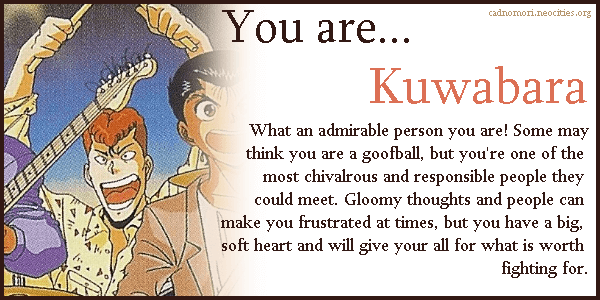 cadnomori.neocities.org
You are...
Kuwabara
What an admirable person you are! Some may
think you are a goofball, but you're one of the
most chivalrous and responsible people they
could meet. Gloomy thoughts and people can
make you frustrated at times, but you have a big,
soft heart and will give your all for what is worth
fighting for.